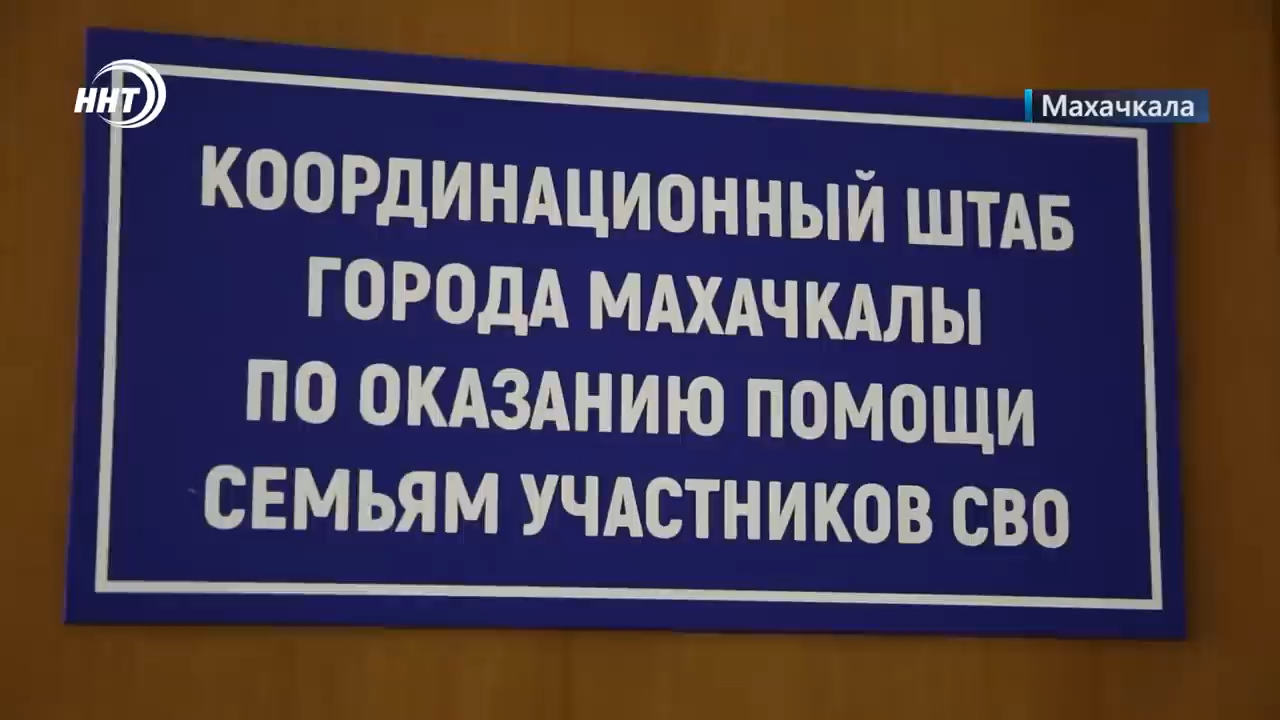 ННТ
Махачкала
КООРДИНАЦИОННЫЙ ШТАБ
ГОРОДА МАХАЧКАЛЫ
ПО ОКАЗАНИЮ ПОМОЩИ
СЕМЬЯМ УЧАСТНИКОВ СВО